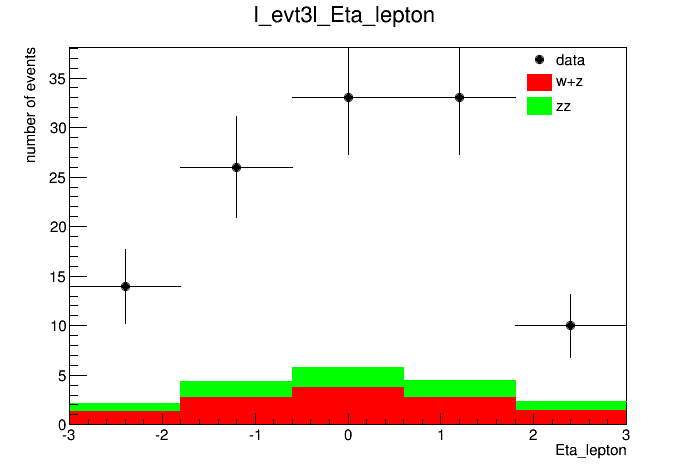 l_evt3l_Eta_lepton
number of events
data
w+z
zz
35
30
25
20
15
10
5
0
-3 -2 -1 0 1 2 3
Eta_lepton